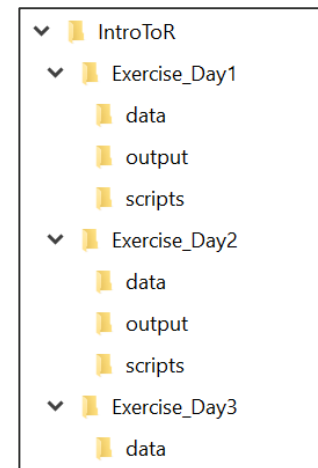 IntroToR
Exercise_Day1
data
output
scripts
Exercise_Day2
data
output
scripts
Exercise_Day3
data